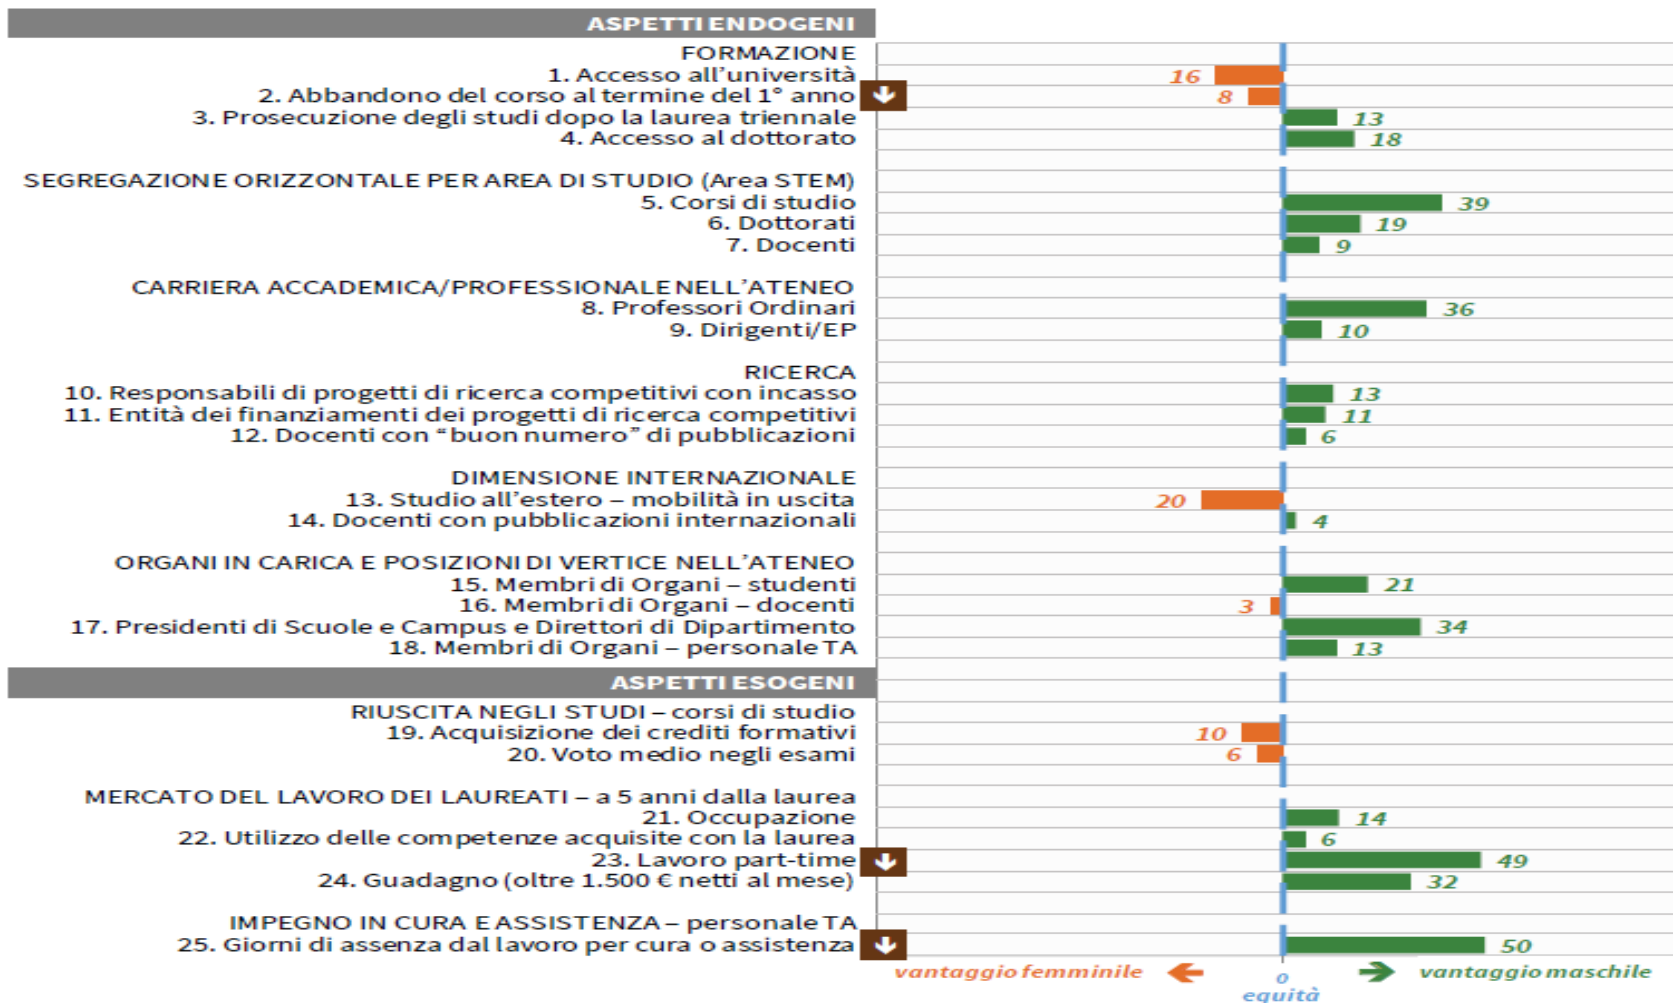 ASPETTI ENDOGENI
FORMAZIONE
1. Accesso all'università 16
2. Abbandono del corso al termine del 1° anno 8
3. Prosecuzione degli studi dopo la laurea triennale 13
4. Accesso al dottorato 18
SEGREGAZIONE ORIZZONTALE PER AREA DI STUDIO (Area STEM)
5. Corsi di studio 39
6. Dottorati 19
7. Docenti 9
CARRIERA ACCADEMICA/PROFESSIONALE NELL'ATENEO
8. Professori Ordinari 36
9. Dirigenti/EP 10
RICERCA
10. Responsabili di progetti di ricerca competitivi con incasso 13
11. Entità dei finanziamenti dei progetti di ricerca competitivi 11
12. Docenti con “buon numero” di pubblicazioni 6
DIMENSIONE INTERNAZIONALE
13. Studio all'estero – mobilità in uscita 20
14. Docenti con pubblicazioni internazionali 4
ORGANI IN CARICA E POSIZIONI DI VERTICE NELL'ATENEO
15. Membri di Organi – studenti 21
16. Membri di Organi – docenti 3
17. Presidenti di Scuole e Campus e Direttori di Dipartimento 34
18. Membri di Organi – personale TA 13
ASPETTI ESOGENI
RIUSCITA NEGLI STUDI – corsi di studio
19. Acquisizione dei crediti formativi 10
20. Voto medio negli esami 6
MERCATO DEL LAVORO DEI LAUREATI – a 5 anni dalla laurea
21. Occupazione 14
22. Utilizzo delle competenze acquisite con la laurea 6
23. Lavoro part-time 49
24. Guadagno (oltre 1.500 € netti al mese) 32
IMPEGNO IN CURA E ASSISTENZA – personale TA
25. Giorni di assenza dal lavoro per cura o assistenza 50
vantaggio femminile 0 vantaggio maschile
equità